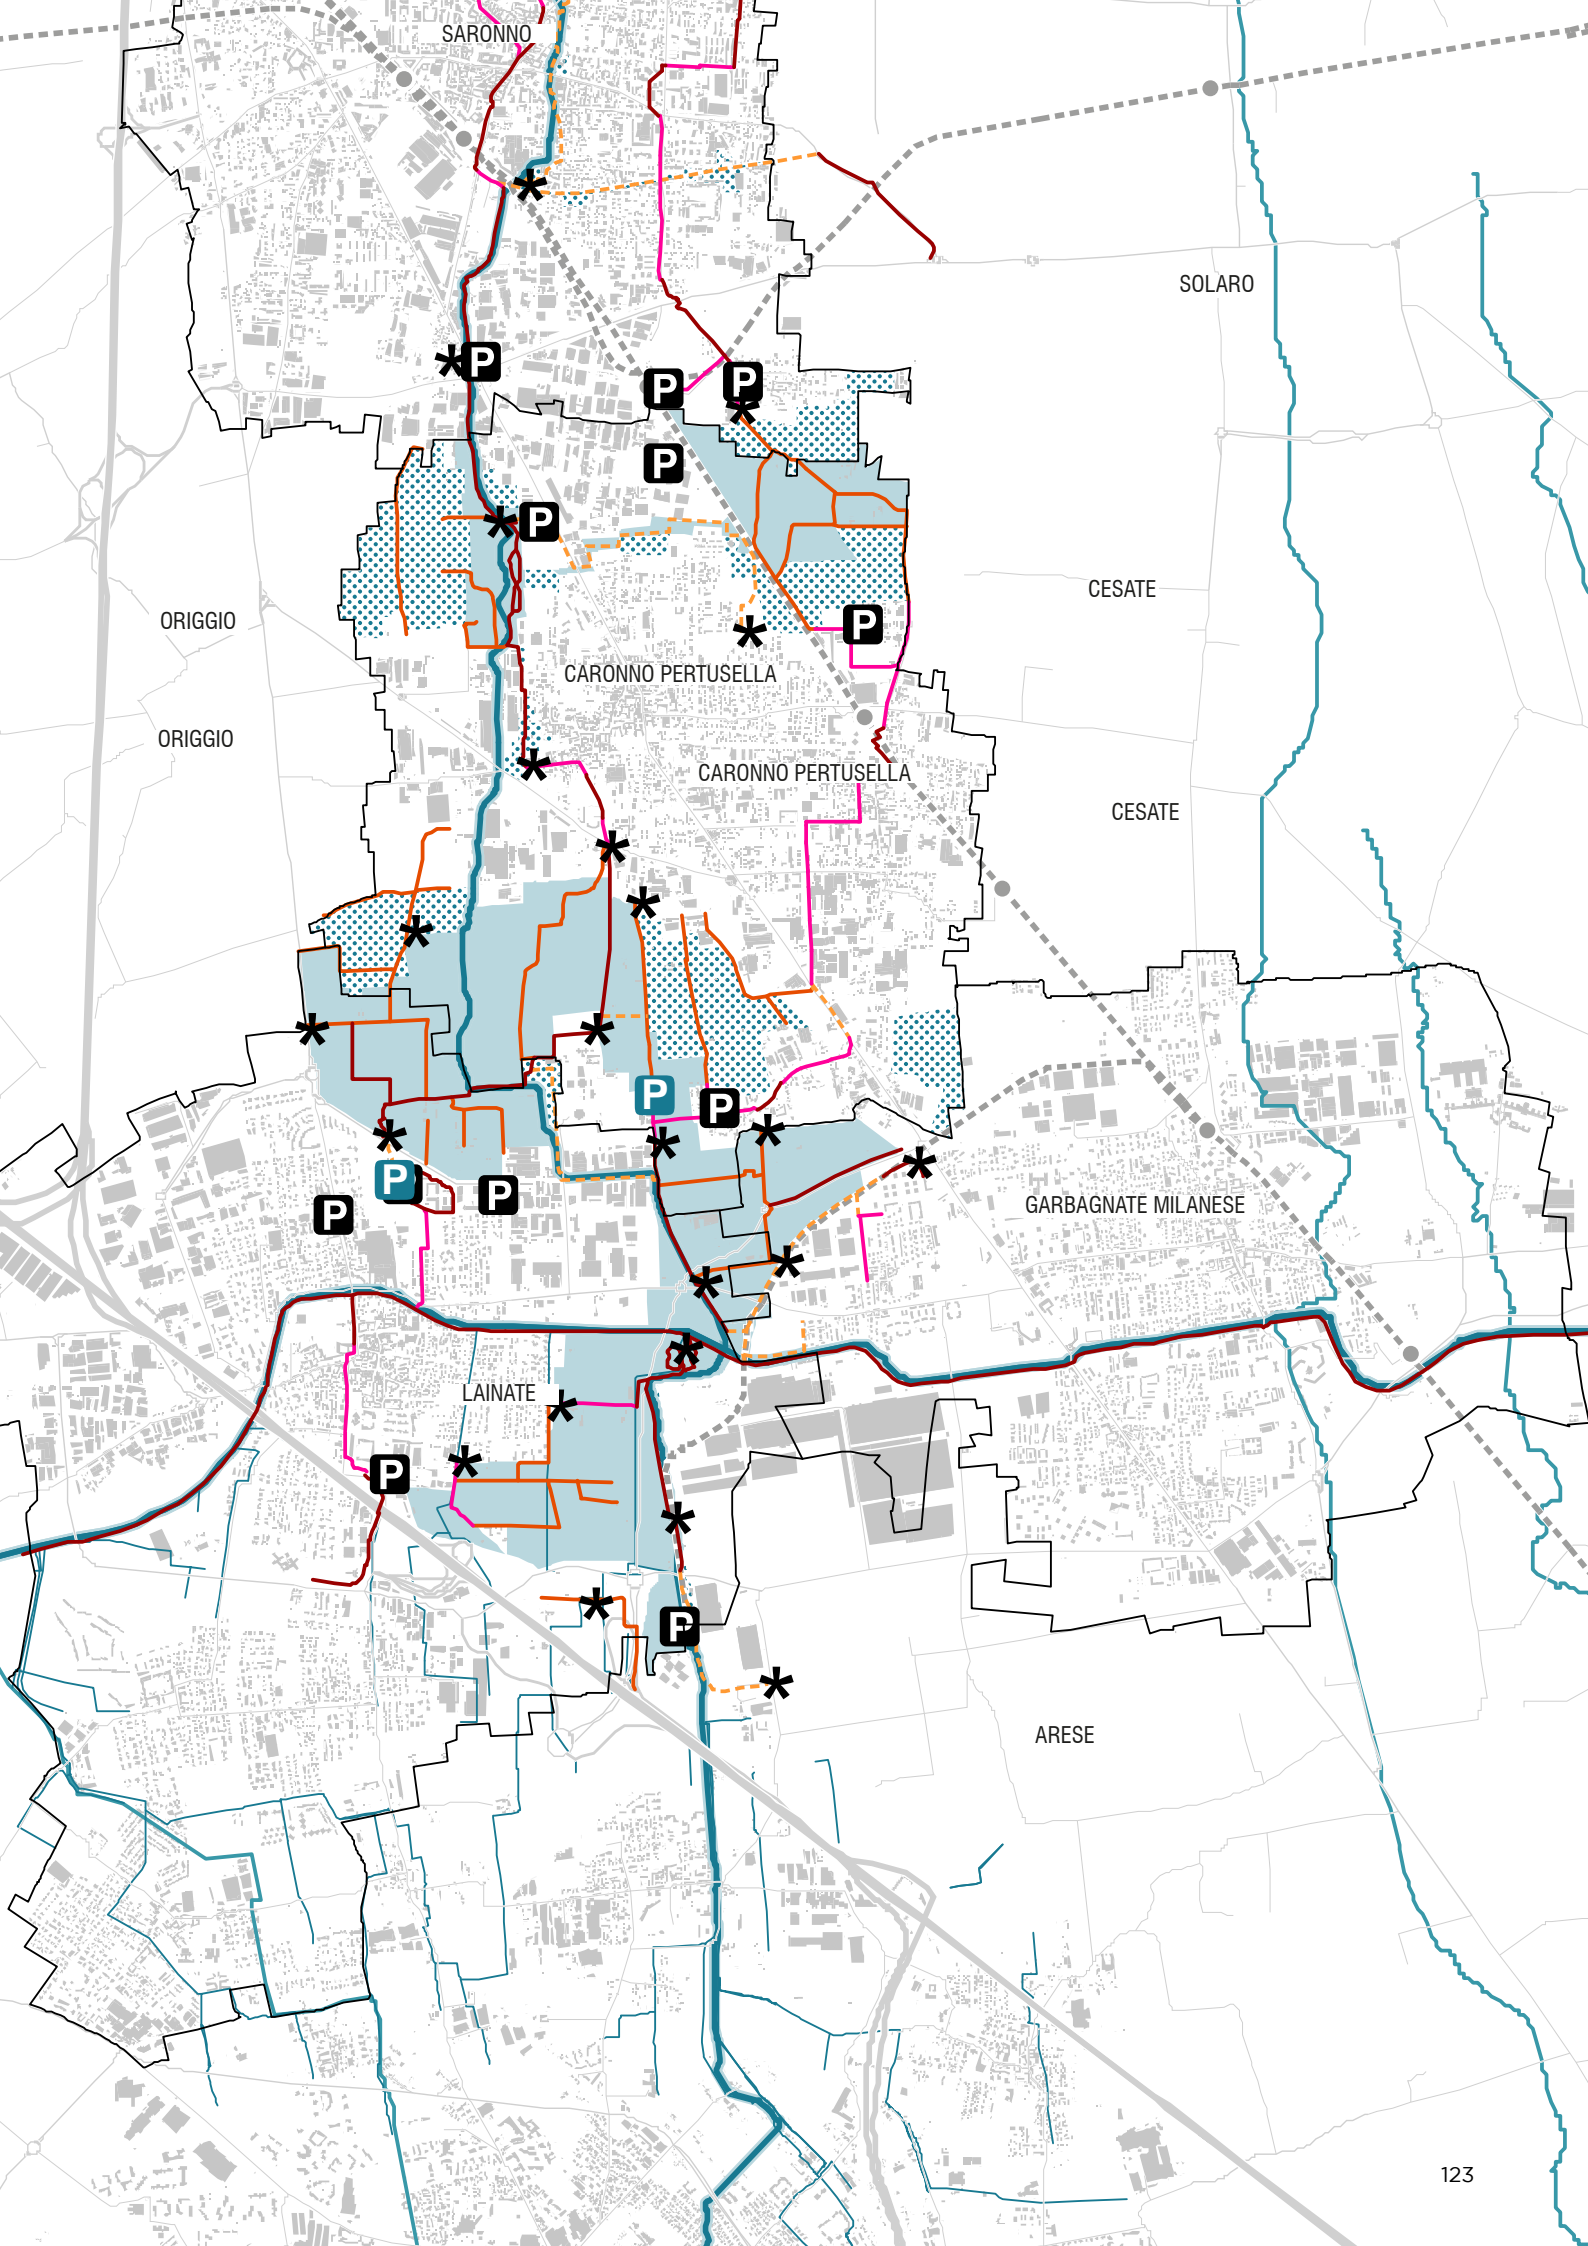 SARONNO
SOLARO
P
P
P
P
P
CESATE
ORIGGIO
P
CARONNO PERTUSELLA
ORIGGIO
CARONNO PERTUSELLA
CESATE
P
P
P
P
P
GARBAGNATE MILANESE
LAINATE
P
P
ARESE
123